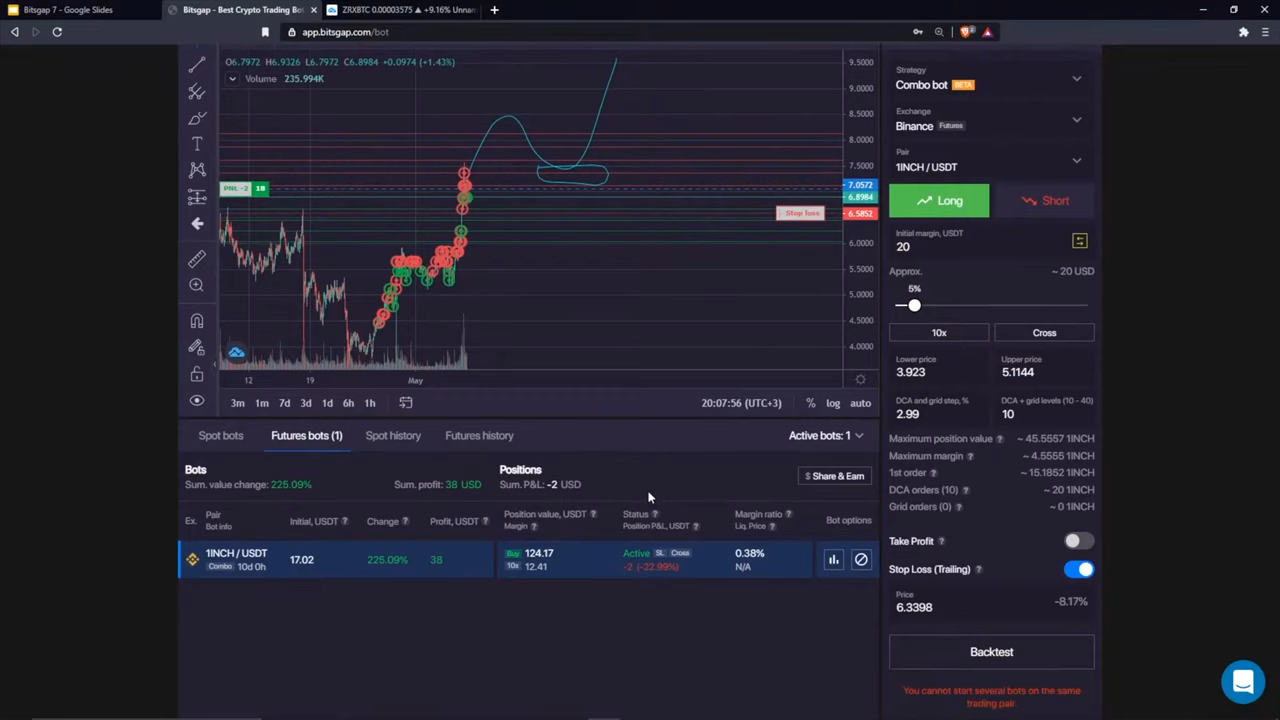 Bitsgap 7 - Google Slides
Bitsgap - Best Crypto Trading Bo
ZRXBTC 0.00003575 ▲ +9.16% Unnam
app.bitsgap.com/bot
O6.7972 H6.9326 L6.7972 C6.8984 +0.0974 (+1.43%)
Volume 235.994K
9.5000
9.0000
8.5000
8.0000
7.5000
7.0572
6.8984
6.5852
6.0000
5.5000
5.0000
4.5000
4.0000
PNL -2 18
Stop loss
12 19 May
3m 1m 7d 3d 1d 6h 1h
20:07:56 (UTC+3) % log auto
Spot bots Futures bots (1) Spot history Futures history Active bots: 1
Bots Positions
Sum. value change: 225.09% Sum. profit: 38 USD Sum. P&L: -2 USD
$ Share & Earn
Ex. Pair Initial, USDT Change Profit, USDT Position value, USDT Status Margin ratio Bot options
Bot info Margin Position P&L, USDT Liq. Price
1INCH / USDT 17.02 225.09% 38 Buy 124.17 Active SL Cross 0.38%
Combo 10d 0h 10x 12.41 -2 (-22.99%) N/A
Strategy
Combo bot BETA
Exchange
Binance Futures
Pair
1INCH / USDT
Long Short
Initial margin, USDT
20
Approx. ~ 20 USD
5%
10x Cross
Lower price Upper price
3.923 5.1144
DCA and grid step, % DCA + grid levels (10 - 40)
2.99 10
Maximum position value ? ~ 45.5557 1INCH
Maximum margin ? ~ 4.5555 1INCH
1st order ? ~ 15.1852 1INCH
DCA orders (10) ? ~ 20 1INCH
Grid orders (0) ? ~ 0 1INCH
Take Profit ?
Stop Loss (Trailing) ?
Price
6.3398 -8.17%
Backtest
You cannot start several bots on the same
trading pair.